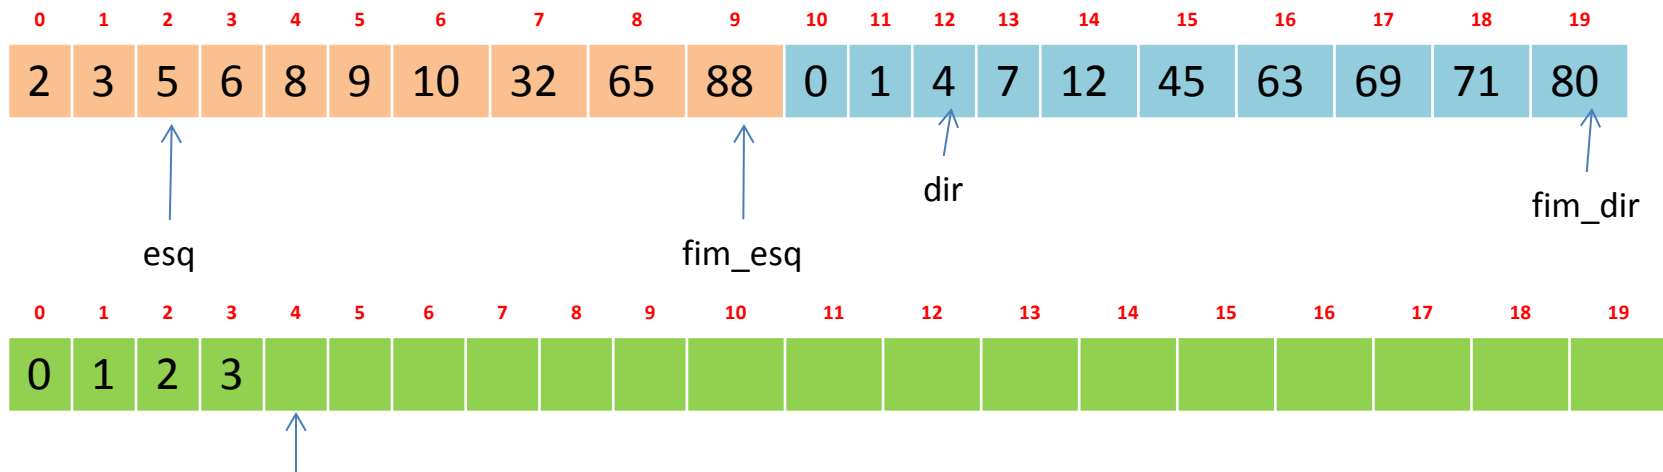 0 1 2 3 4 5 6 7 8 9 10 11 12 13 14 15 16 17 18 19
2 3 5 6 8 9 10 32 65 88 0 1 4 7 12 45 63 69 71 80
dir
fim_dir
esq fim_esq
0 1 2 3 4 5 6 7 8 9 10 11 12 13 14 15 16 17 18 19
0 1 2 3